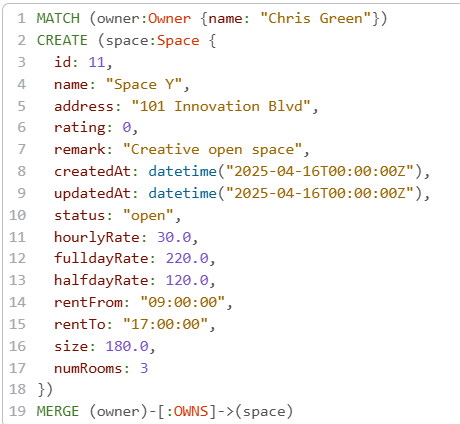 1 MATCH (owner:Owner {name: "Chris Green"})
2 CREATE (space:Space {
3   id: 11,
4   name: "Space Y",
5   address: "101 Innovation Blvd",
6   rating: 0,
7   remark: "Creative open space",
8   createdAt: datetime("2025-04-16T00:00:00Z"),
9   updatedAt: datetime("2025-04-16T00:00:00Z"),
10   status: "open",
11   hourlyRate: 30.0,
12   fulldayRate: 220.0,
13   halfdayRate: 120.0,
14   rentFrom: "09:00:00",
15   rentTo: "17:00:00",
16   size: 180.0,
17   numRooms: 3
18 })
19 MERGE (owner)-[:OWNS]->(space)